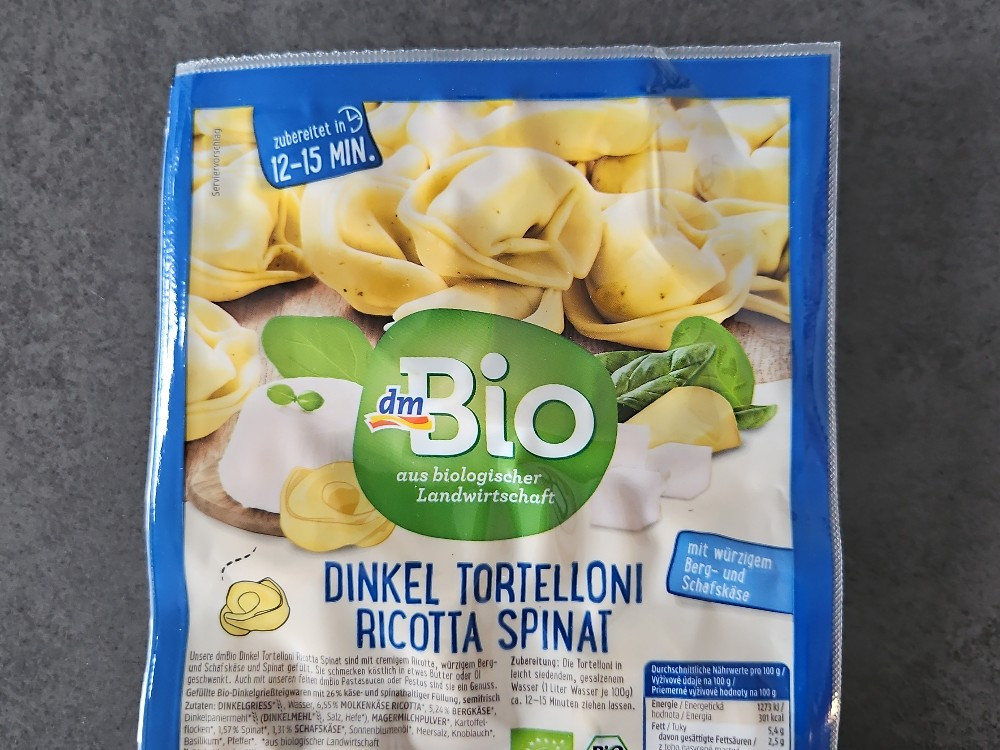 Serviervorschlag
zubereitet in
12-15 MIN.
dm
Bio
aus biologischer
Landwirtschaft
mit würzigem
Berg- und
Schafskäse
DINKEL TORTELLONI
RICOTTA SPINAT
Unsere dmBio Dinkel Tortelloni Ricotta Spinat sind mit cremigem Ricotta, würzigem Berg-
und Schafskäse und Spinat gefüllt. Sie schmecken köstlich in etwas Butter oder Öl
geschwenkt. Auch mit unseren feinen dmBio Pastasaucen oder Pestos sind sie ein Genuss.
Gefüllte Bio-Dinkelgrießteigwaren mit 26 % käse- und spinathaltiger Füllung, semifrisch
Zutaten: DINKELGRIESS*, Wasser, 6,55 % MOLKENKÄSE RICOTTA*, 5,24 % BERGKÄSE*,
Dinkelpaniermehl* (DINKELMEHL*, Salz, Hefe*), MAGERMILCHPULVER*, Kartoffel-
flocken*, 1,57 % Spinat*, 1,31 % SCHAFSKÄSE*, Sonnenblumenöl*, Meersalz, Knoblauch*,
Basilikum*, Pfeffer*. *aus biologischer Landwirtschaft
Zubereitung: Die Tortelloni in
leicht siedendem, gesalzenem
Wasser (1 Liter Wasser je 100g)
ca. 12-15 Minuten ziehen lassen.
Durchschnittliche Nährwerte pro 100 g /
Výživové údaje na 100 g /
Priemerné výživové hodnoty na 100 g
Energie / Energetická 1273 kJ /
hodnota / Energia 301 kcal
Fett / Tuky 5,4 g
davon gesättigte Fettsäuren / 2,5 g
z toho nasycené mastné
BIO